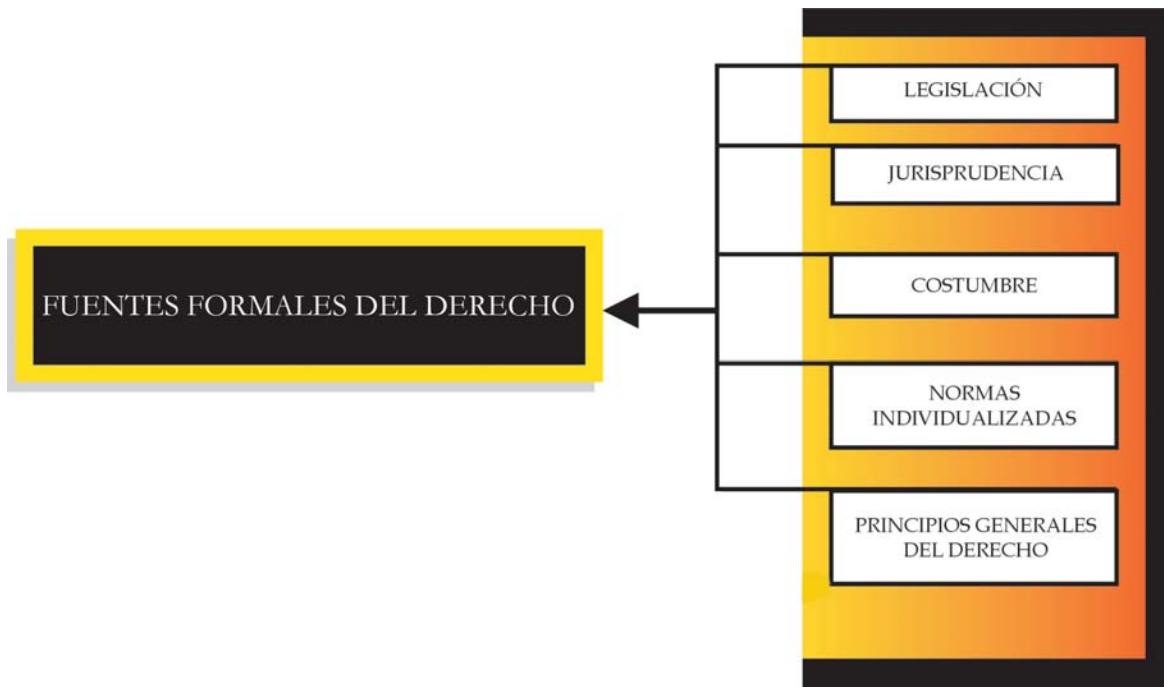 FUENTES FORMALES DEL DERECHO
LEGISLACIÓN
JURISPRUDENCIA
COSTUMBRE
NORMAS
INDIVIDUALIZADAS
PRINCIPIOS GENERALES
DEL DERECHO